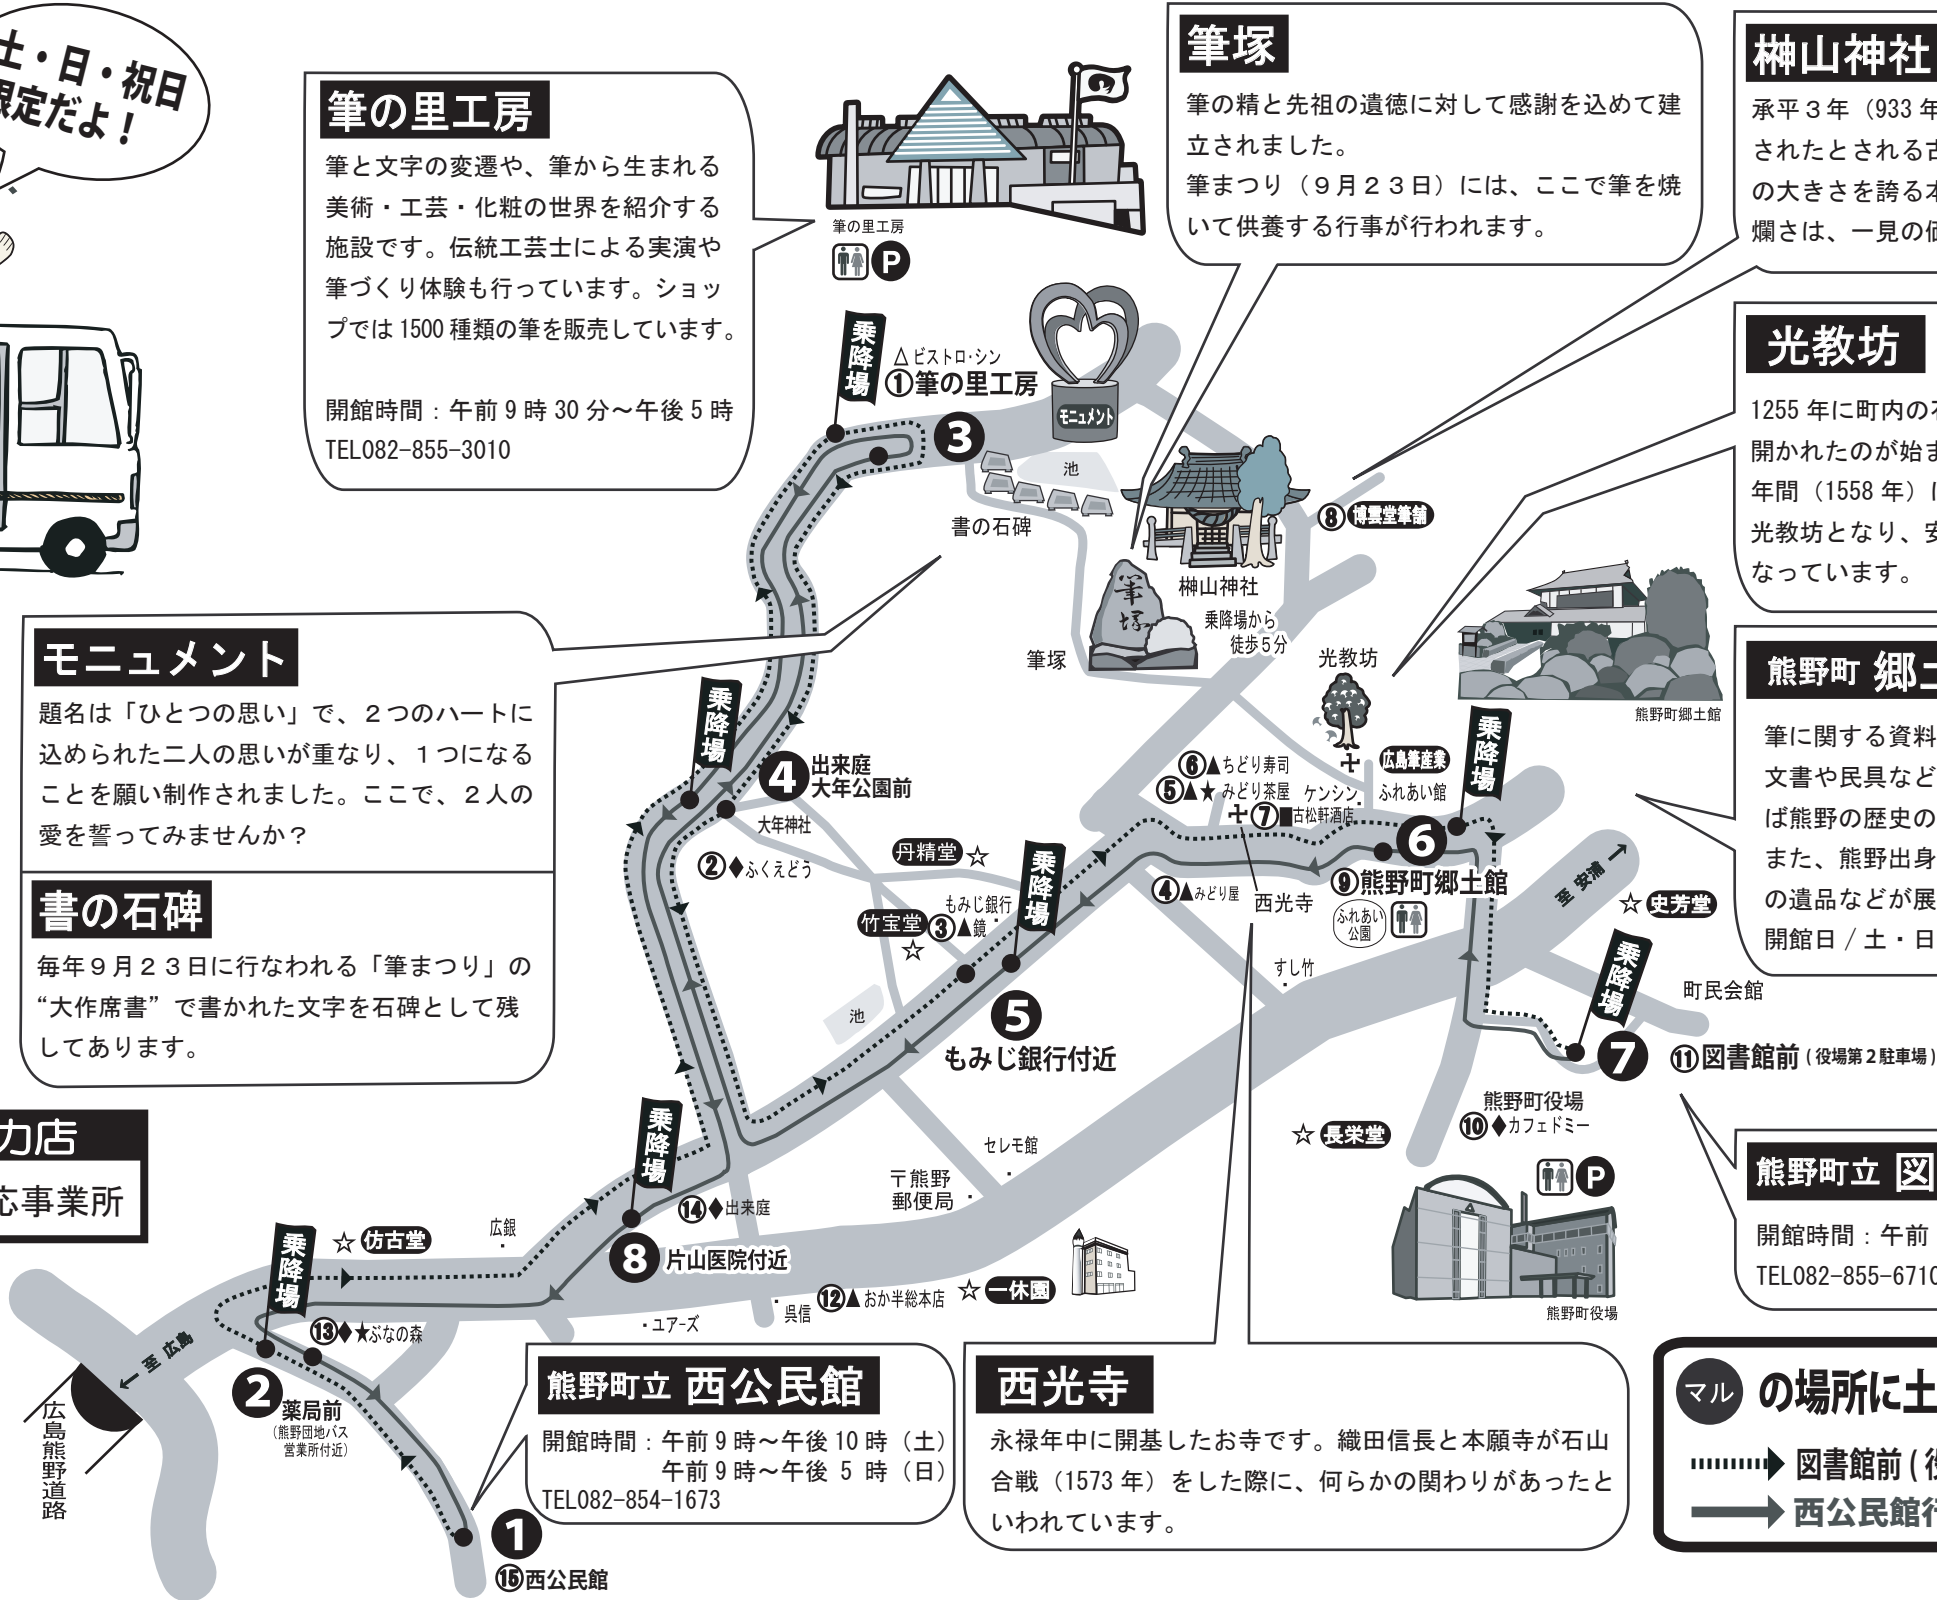 土・日・祝日
限定だよ！
筆の里工房
筆と文字の変遷や、筆から生まれる
美術・工芸・化粧の世界を紹介する
施設です。伝統工芸士による実演や
筆づくり体験も行っています。ショッ
プでは1500種類の筆を販売しています。
開館時間：午前９時30分～午後５時
TEL082-855-3010
筆の里工房
P
筆塚
筆の精と先祖の遺徳に対して感謝を込めて建
立されました。
筆まつり（９月２３日）には、ここで筆を焼
いて供養する行事が行われます。
榊山神社
承平３年（933年
されたとされる古
の大きさを誇る本
爛さは、一見の価
光教坊
1255年に町内の
開かれたのが始ま
年間（1558年）に
光教坊となり、安
なっています。
熊野町 郷土
筆に関する資料
文書や民具など
ば熊野の歴史の
また、熊野出身
の遺品などが展
開館日/土・日
熊野町郷土館
乗降場
△ビストロ・シン
①筆の里工房
3
モニュメント
池
書の石碑
筆塚
筆塚
榊山神社
乗降場から
徒歩５分
⑧博雲堂筆舗
光教坊
モニュメント
題名は「ひとつの思い」で、２つのハートに
込められた二人の思いが重なり、１つになる
ことを願い制作されました。ここで、２人の
愛を誓ってみませんか？
書の石碑
毎年９月２３日に行なわれる「筆まつり」の
“大作席書”で書かれた文字を石碑として残
してあります。
乗降場
4
出来庭
大年公園前
大年神社
②◆ふくえどう
丹精堂☆
竹宝堂
☆
もみじ銀行
③▲鏡
乗降場
5
もみじ銀行付近
池
⑥▲ちどり寿司
⑤▲★みどり茶屋
ケンシン
⑦■古松軒酒店
広島筆産業
ふれあい館
乗降場
6
④▲みどり屋
西光寺
⑨熊野町郷土館
ふれあい
公園
すし竹
至 安浦
☆史芳堂
乗降場
町民会館
7
⑪図書館前(役場第２駐車場)
熊野町役場
⑩◆カフェドミー
☆長栄堂
P
熊野町役場
熊野町立 図
開館時間：午前
TEL082-855-6710
力店
応事業所
乗降場
☆仿古堂
広銀
乗降場
⑭◆出来庭
8
片山医院付近
〒熊野
郵便局
セレモ館
⑫▲おか半総本店
☆一休園
呉信
・ユアーズ
⑬◆★ぶなの森
至 広島
2
薬局前
(熊野団地バス
営業所付近)
広島熊野道路
1
⑮西公民館
熊野町立 西公民館
開館時間：午前９時～午後10時（土）
午前９時～午後 ５ 時（日）
TEL082-854-1673
西光寺
永禄年中に開基したお寺です。織田信長と本願寺が石山
合戦（1573年）をした際に、何らかの関わりがあったと
いわれています。
マル の場所に土
図書館前(役
西公民館行